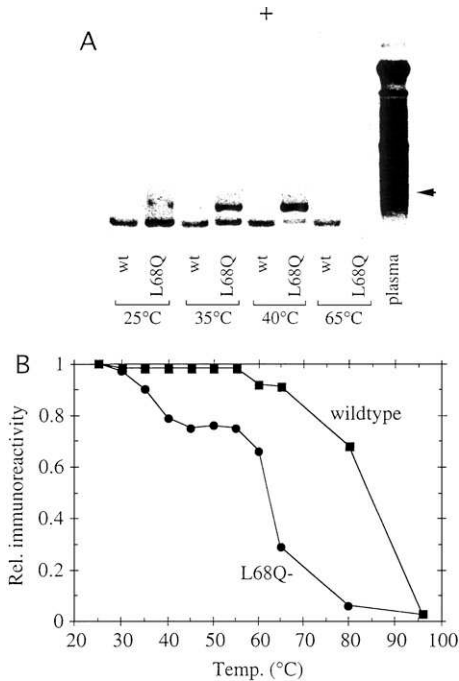 +
A
wt
L68Q
wt
L68Q
wt
L68Q
wt
L68Q
plasma
25°C
35°C
40°C
65°C
B
1
0.8
0.6
0.4
0.2
0
Rel. immunoreactivity
wildtype
L68Q-
20 30 40 50 60 70 80 90 100
Temp. (°C)